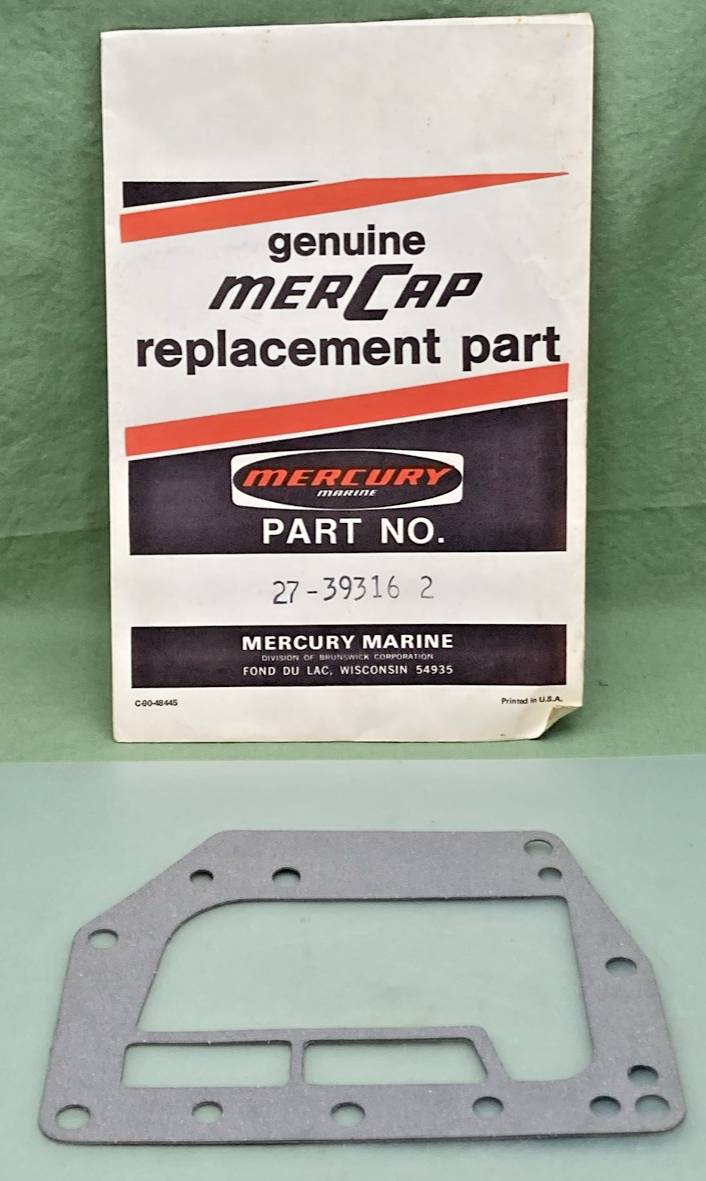 genuine
MERCAP
replacement part
MERCURY
MARINE
PART NO.
27-39316 2
MERCURY MARINE
DIVISION OF BRUNSWICK CORPORATION
FOND DU LAC, WISCONSIN 54935
C-90-48445
Printed in U.S.A.